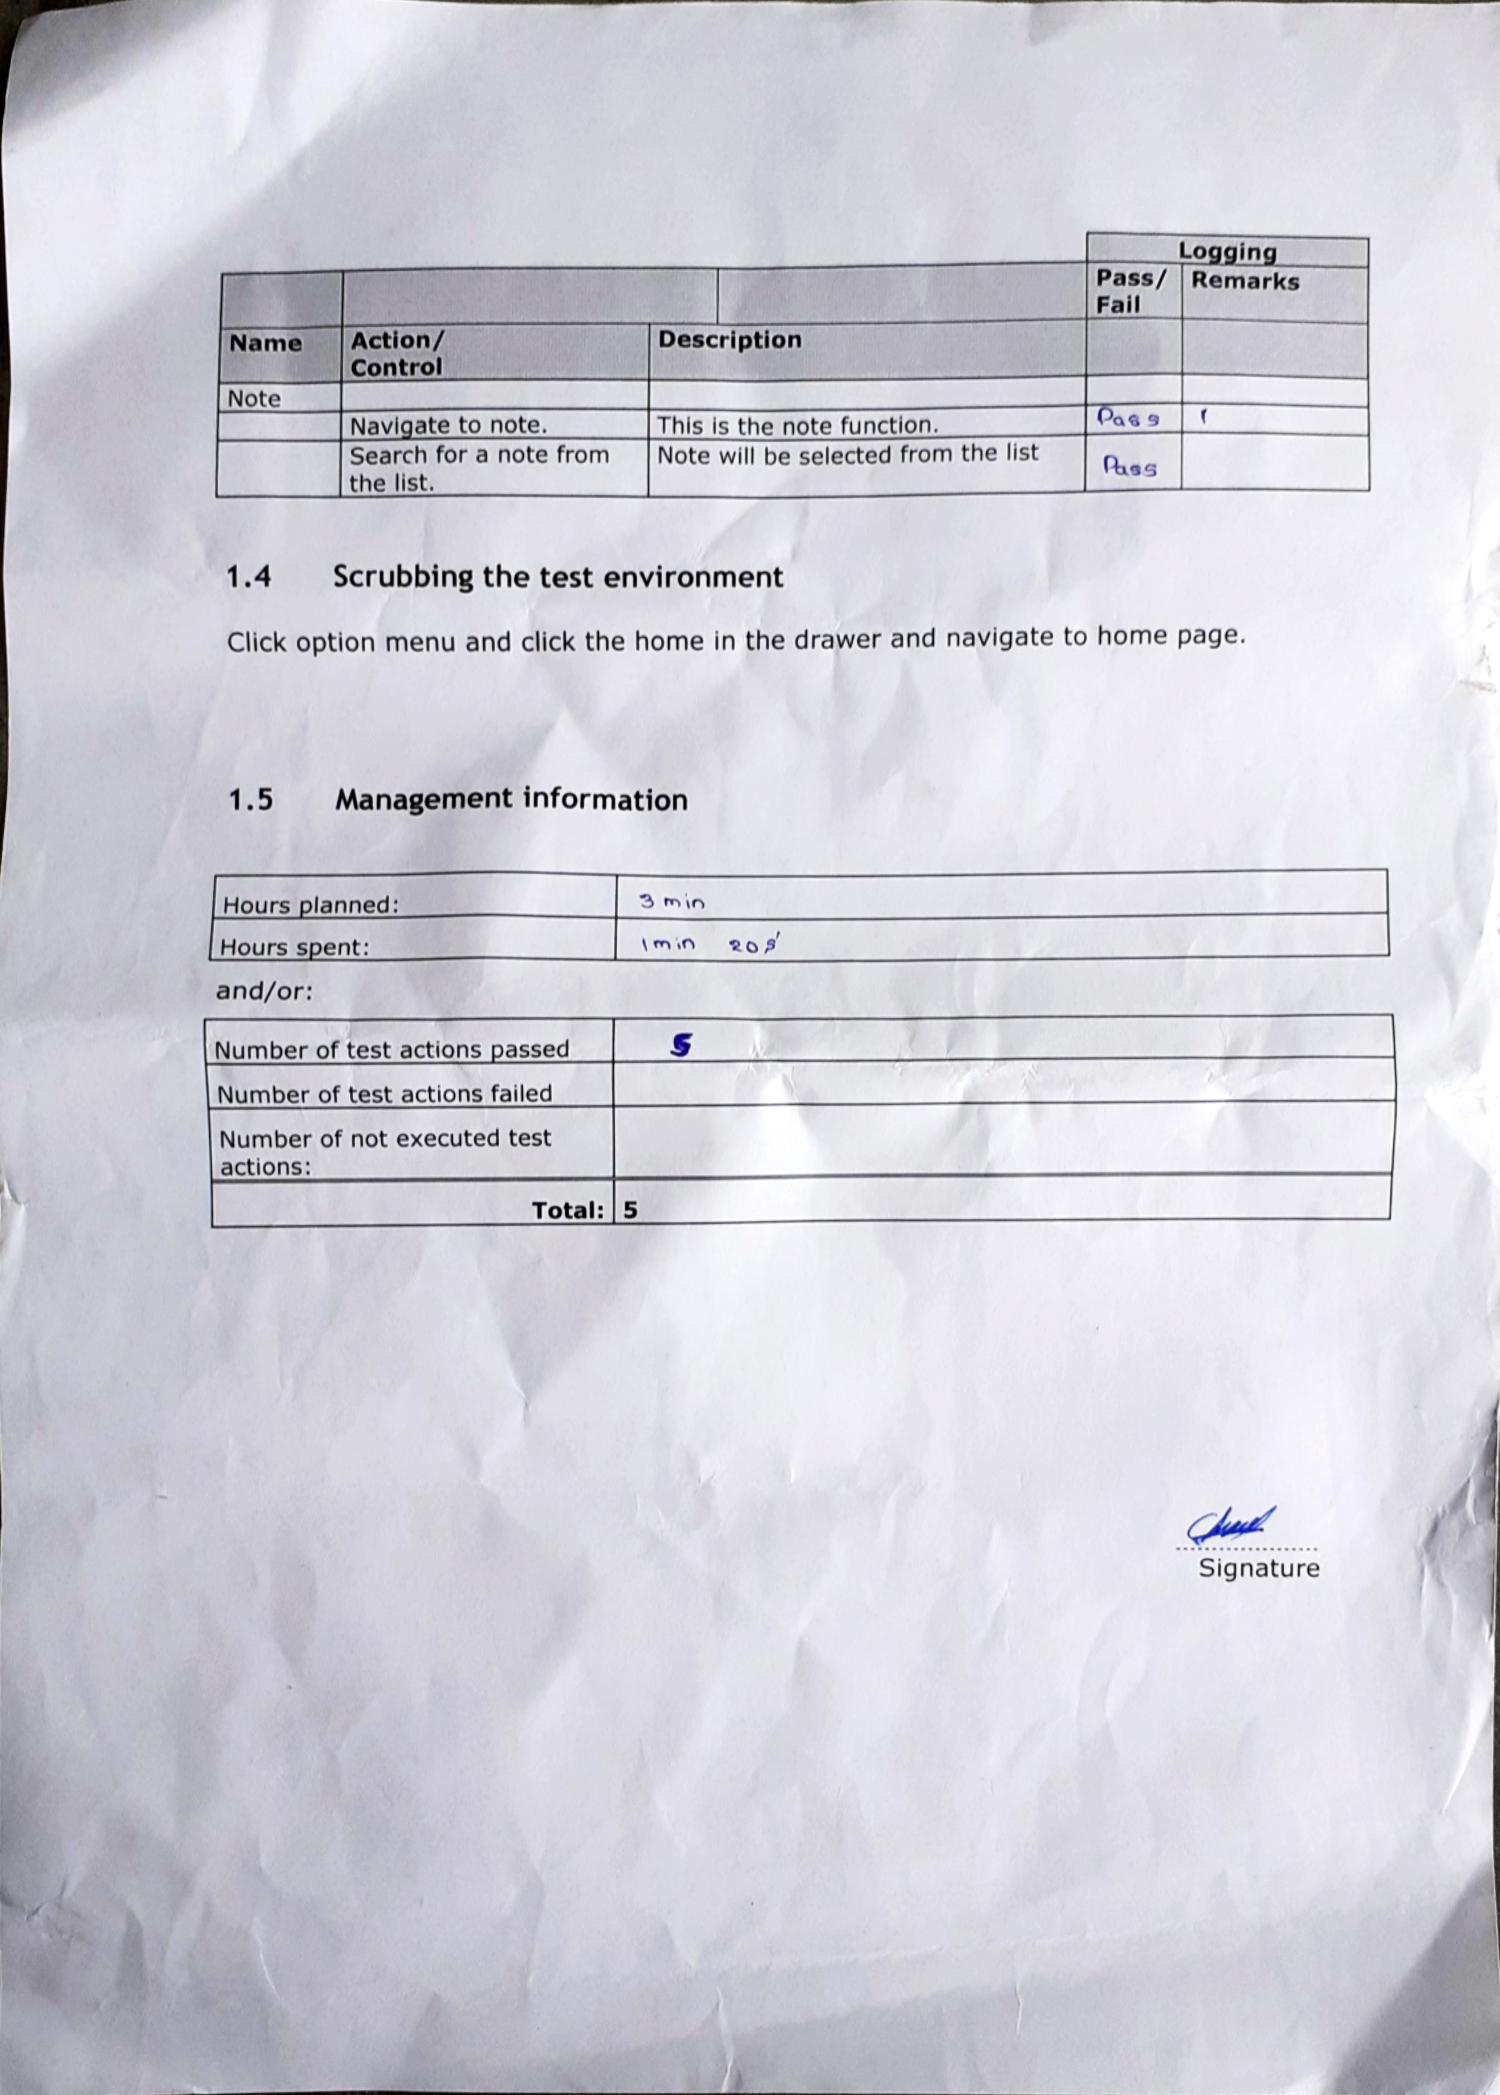 Logging
Pass/ Remarks
Fail
Name Action/ Description
Control
Note
Navigate to note. This is the note function. Pass
Search for a note from Note will be selected from the list Pass
the list.
1.4 Scrubbing the test environment
Click option menu and click the home in the drawer and navigate to home page.
1.5 Management information
Hours planned: 3 min
Hours spent: 1 min 20 s
and/or:
Number of test actions passed 5
Number of test actions failed
Number of not executed test
actions:
Total: 5
Signature